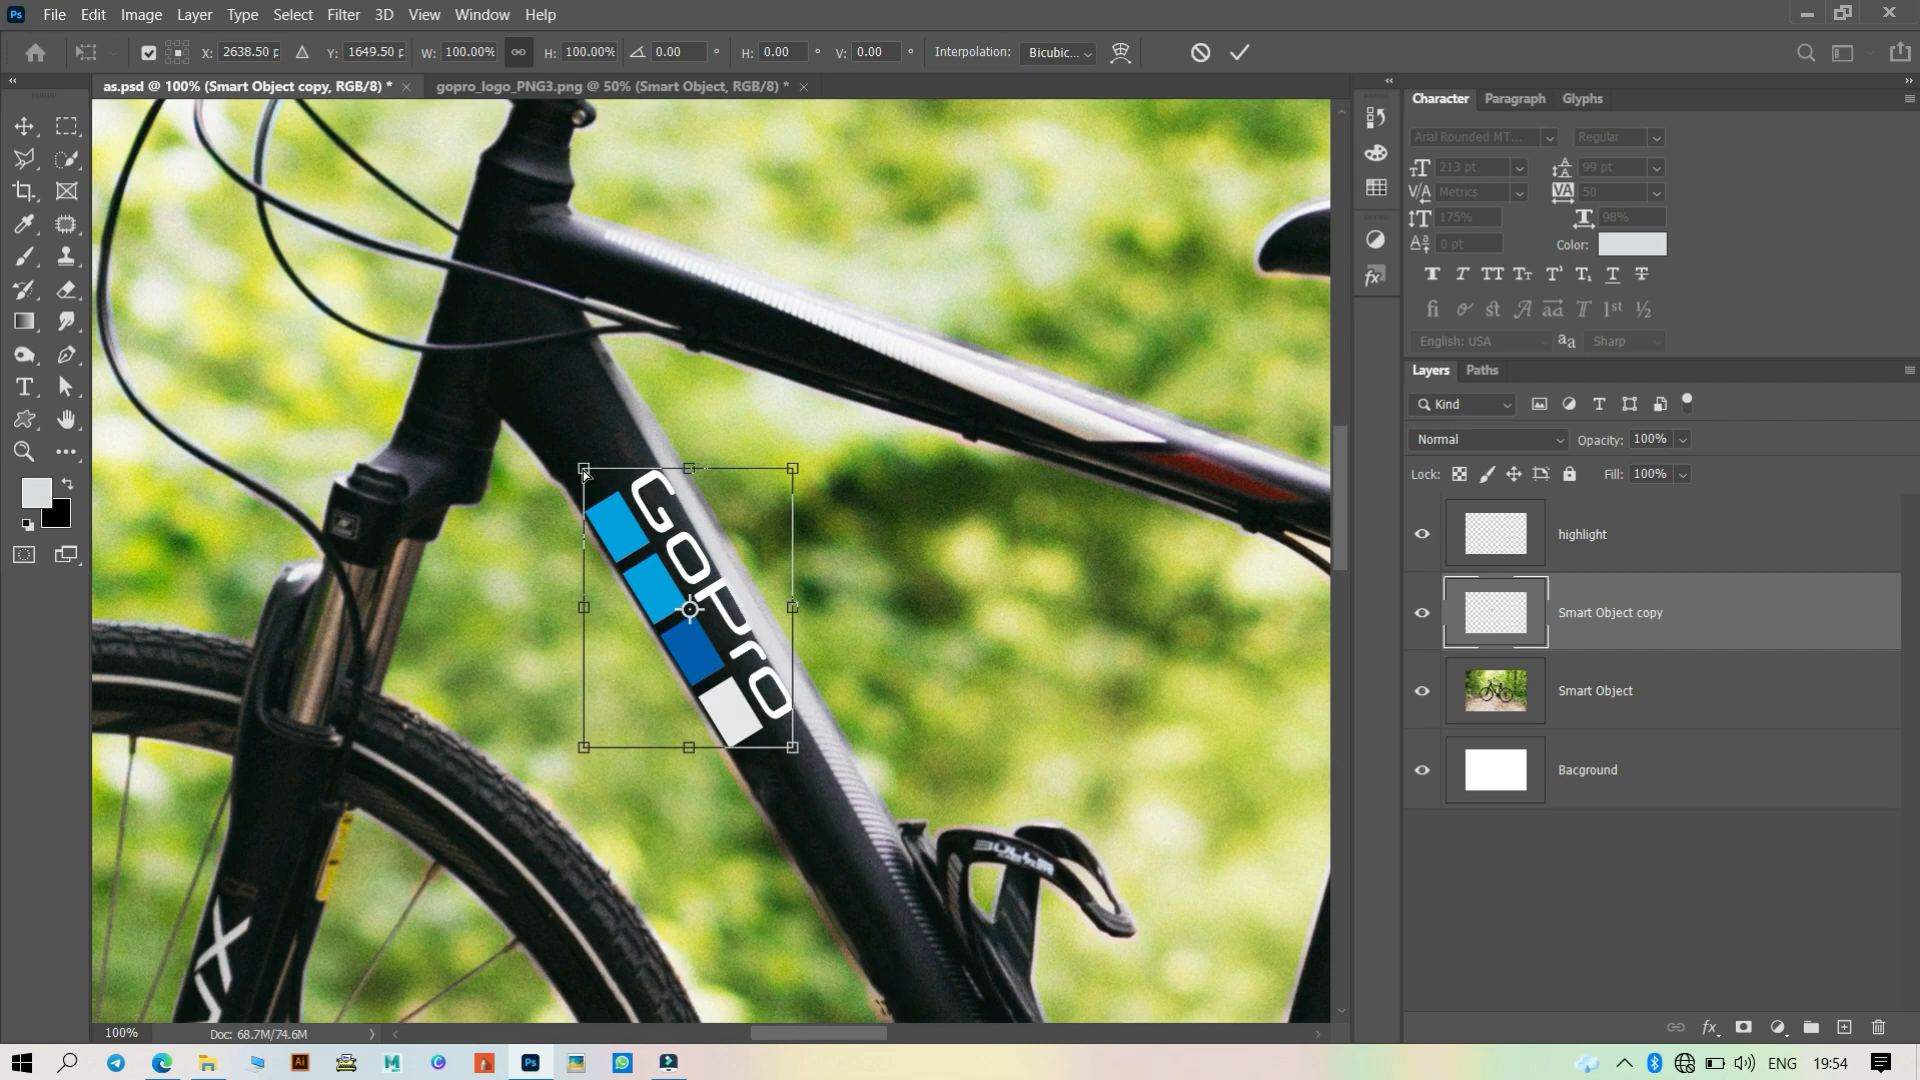 Ps File Edit Image Layer Type Select Filter 3D View Window Help
X: 2638.50 p Y: 1649.50 p W: 100.00% H: 100.00% 0.00 ° H: 0.00 ° V: 0.00 ° Interpolation: Bicubic...
as.psd @ 100% (Smart Object copy, RGB/8) * × gopro_logo_PNG3.png @ 50% (Smart Object, RGB/8) * ×
Character Paragraph Glyphs
Arial Rounded MT... Regular
213 pt 99 pt
Metrics 50
175% 98%
0 pt Color:
English: USA aa Sharp
Layers Paths
Kind
Normal Opacity: 100%
Lock: Fill: 100%
highlight
Smart Object copy
Smart Object
Bacground
GoPro
BULLS
100% Doc: 68.7M/74.6M
ENG 19:54